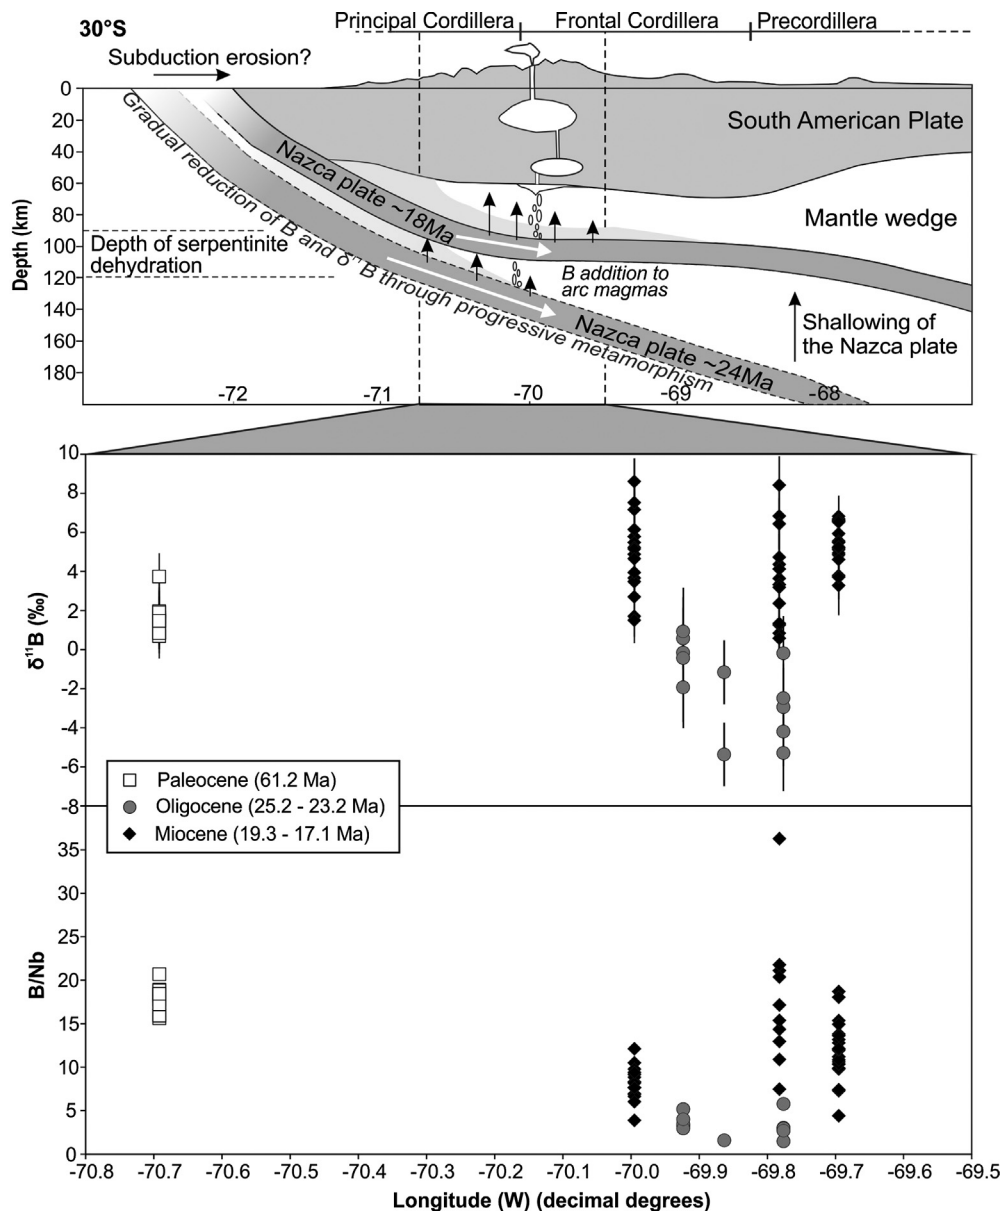 30°S
Principal Cordillera
Frontal Cordillera
Precordillera
Subduction erosion?
0
20
40
60
80
100
120
140
160
180
Depth (km)
South American Plate
Mantle wedge
Nazca plate ~18Ma
Gradual reduction of B and δ¹¹B through progressive metamorphism
Depth of serpentinite
dehydration
B addition to
arc magmas
Nazca plate ~24Ma
Shallowing of
the Nazca plate
-72
-71
-70
-69
-68
10
8
6
4
2
0
-2
-4
-6
-8
δ¹¹B (‰)
Paleocene (61.2 Ma)
Oligocene (25.2 - 23.2 Ma)
Miocene (19.3 - 17.1 Ma)
35
30
25
20
15
10
5
0
B/Nb
-70.8
-70.7
-70.6
-70.5
-70.4
-70.3
-70.2
-70.1
-70.0
-69.9
-69.8
-69.7
-69.6
-69.5
Longitude (W) (decimal degrees)